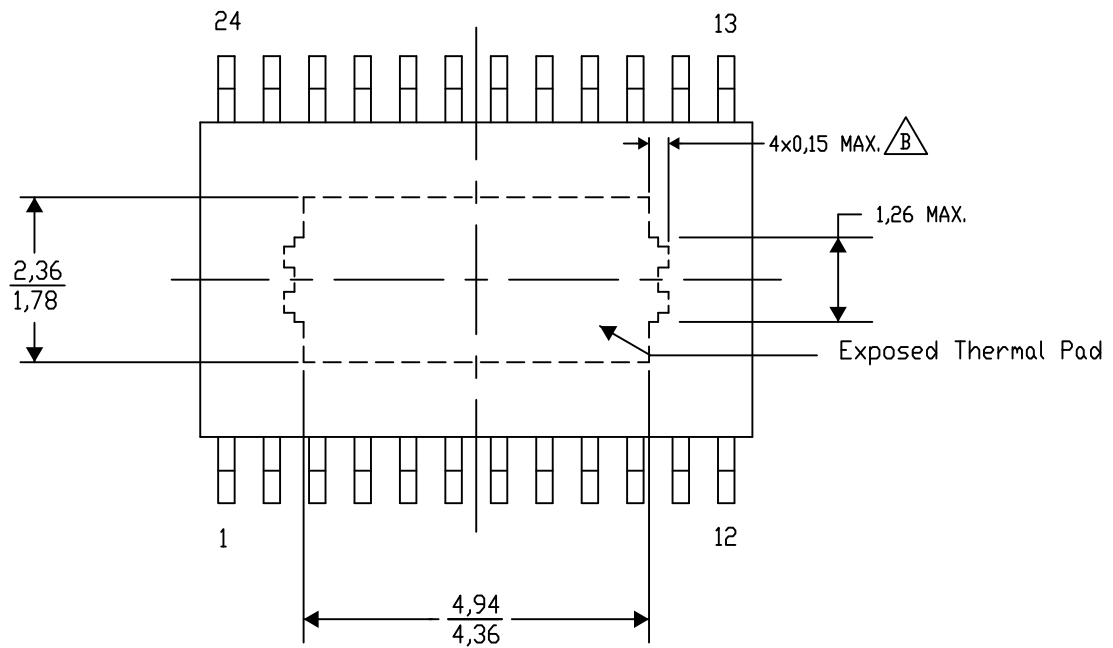 24
13
4x0,15 MAX. B
1,26 MAX.
2,36
1,78
Exposed Thermal Pad
1
12
4,94
4,36